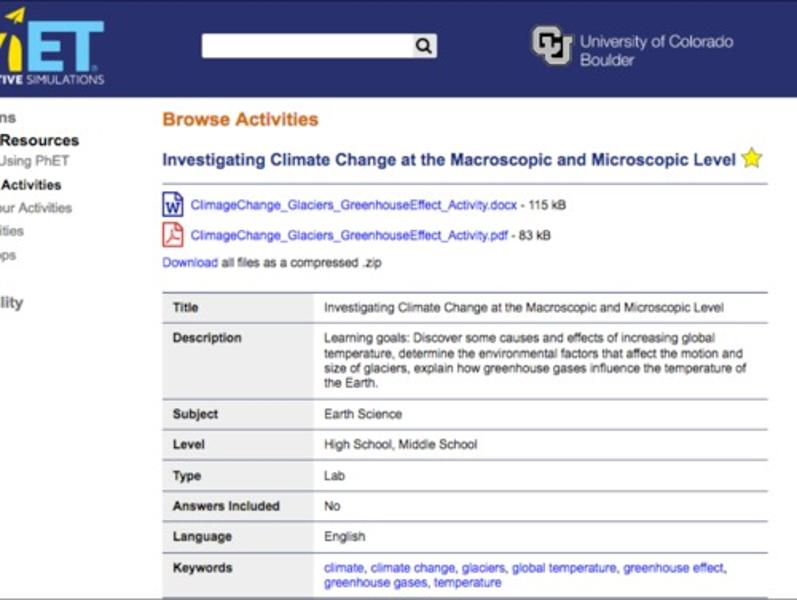 ET
TIVE SIMULATIONS
CU
University of Colorado
Boulder
ns
Resources
Using PhET
Activities
our Activities
ities
ps
lity
Browse Activities
Investigating Climate Change at the Macroscopic and Microscopic Level
ClimageChange_Glaciers_GreenhouseEffect_Activity.docx - 115 kB
ClimageChange_Glaciers_GreenhouseEffect_Activity.pdf - 83 kB
Download all files as a compressed .zip
Title Investigating Climate Change at the Macroscopic and Microscopic Level
Description Learning goals: Discover some causes and effects of increasing global
temperature, determine the environmental factors that affect the motion and
size of glaciers, explain how greenhouse gases influence the temperature of
the Earth.
Subject Earth Science
Level High School, Middle School
Type Lab
Answers Included No
Language English
Keywords climate, climate change, glaciers, global temperature, greenhouse effect,
greenhouse gases, temperature